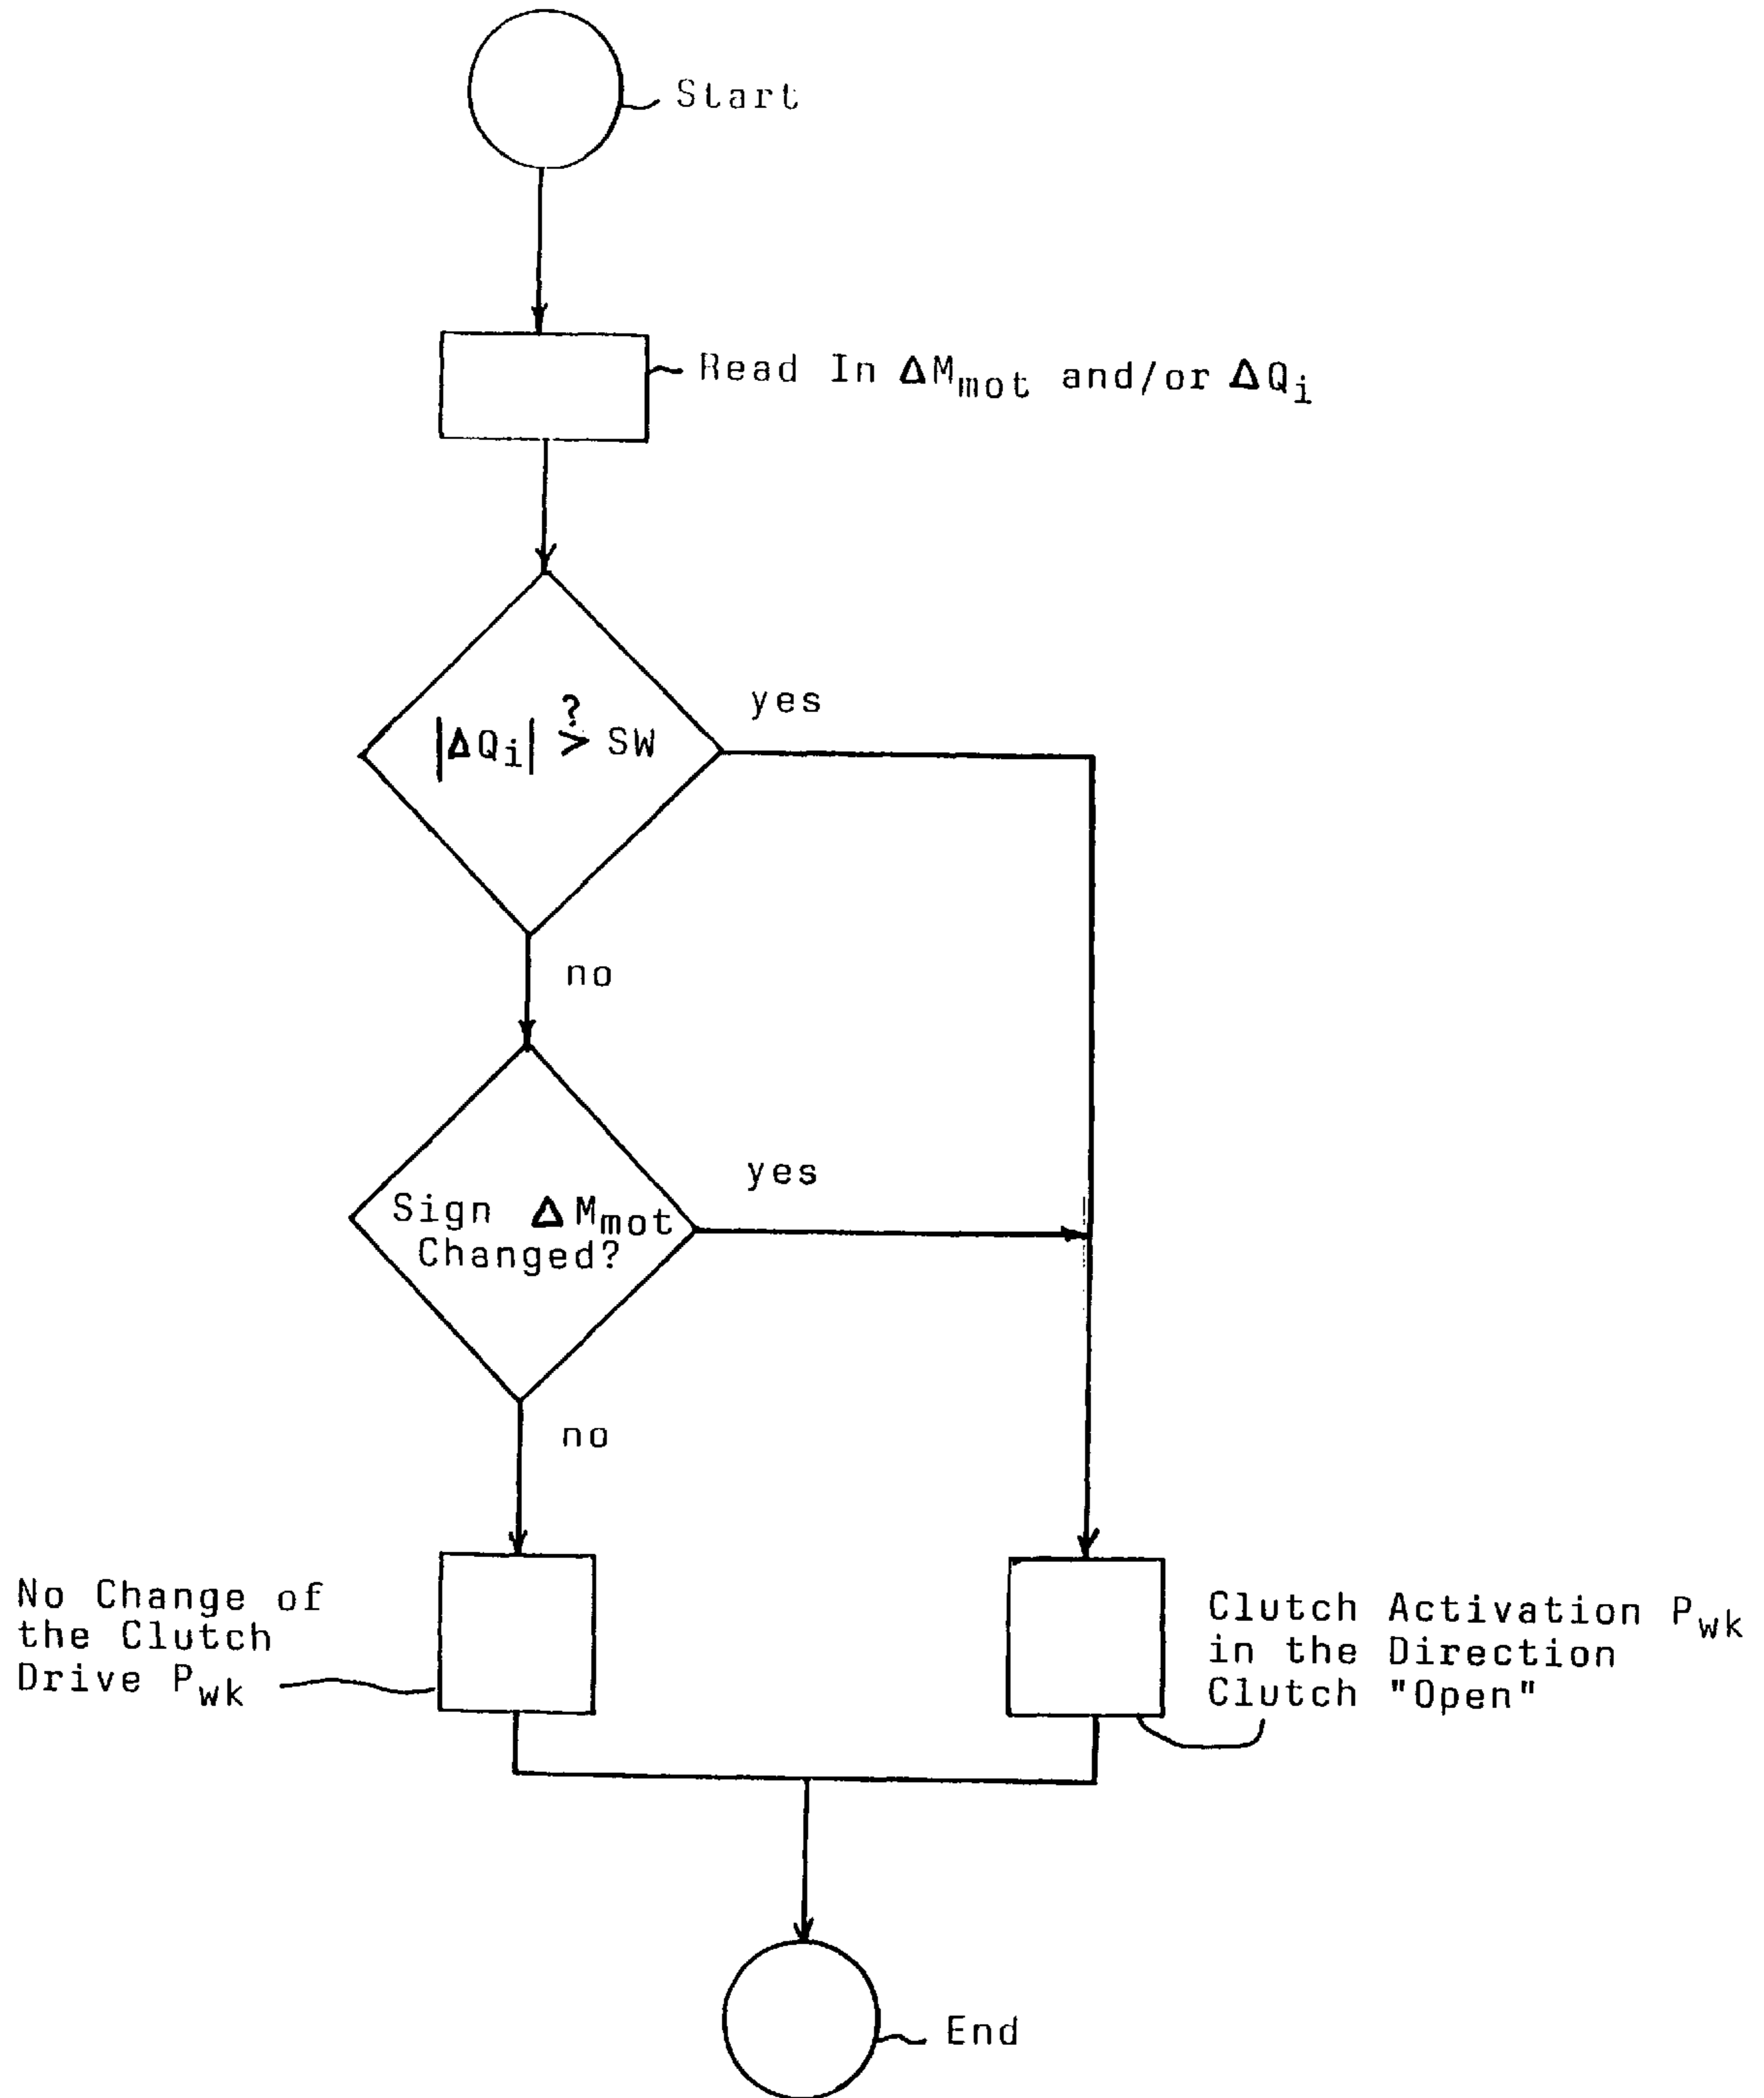 Start
Read In ΔMmot and/or ΔQi
yes
?
|ΔQi| > SW
no
yes
Sign ΔMmot
Changed?
no
No Change of
the Clutch
Drive Pwk
Clutch Activation Pwk
in the Direction
Clutch "Open"
End